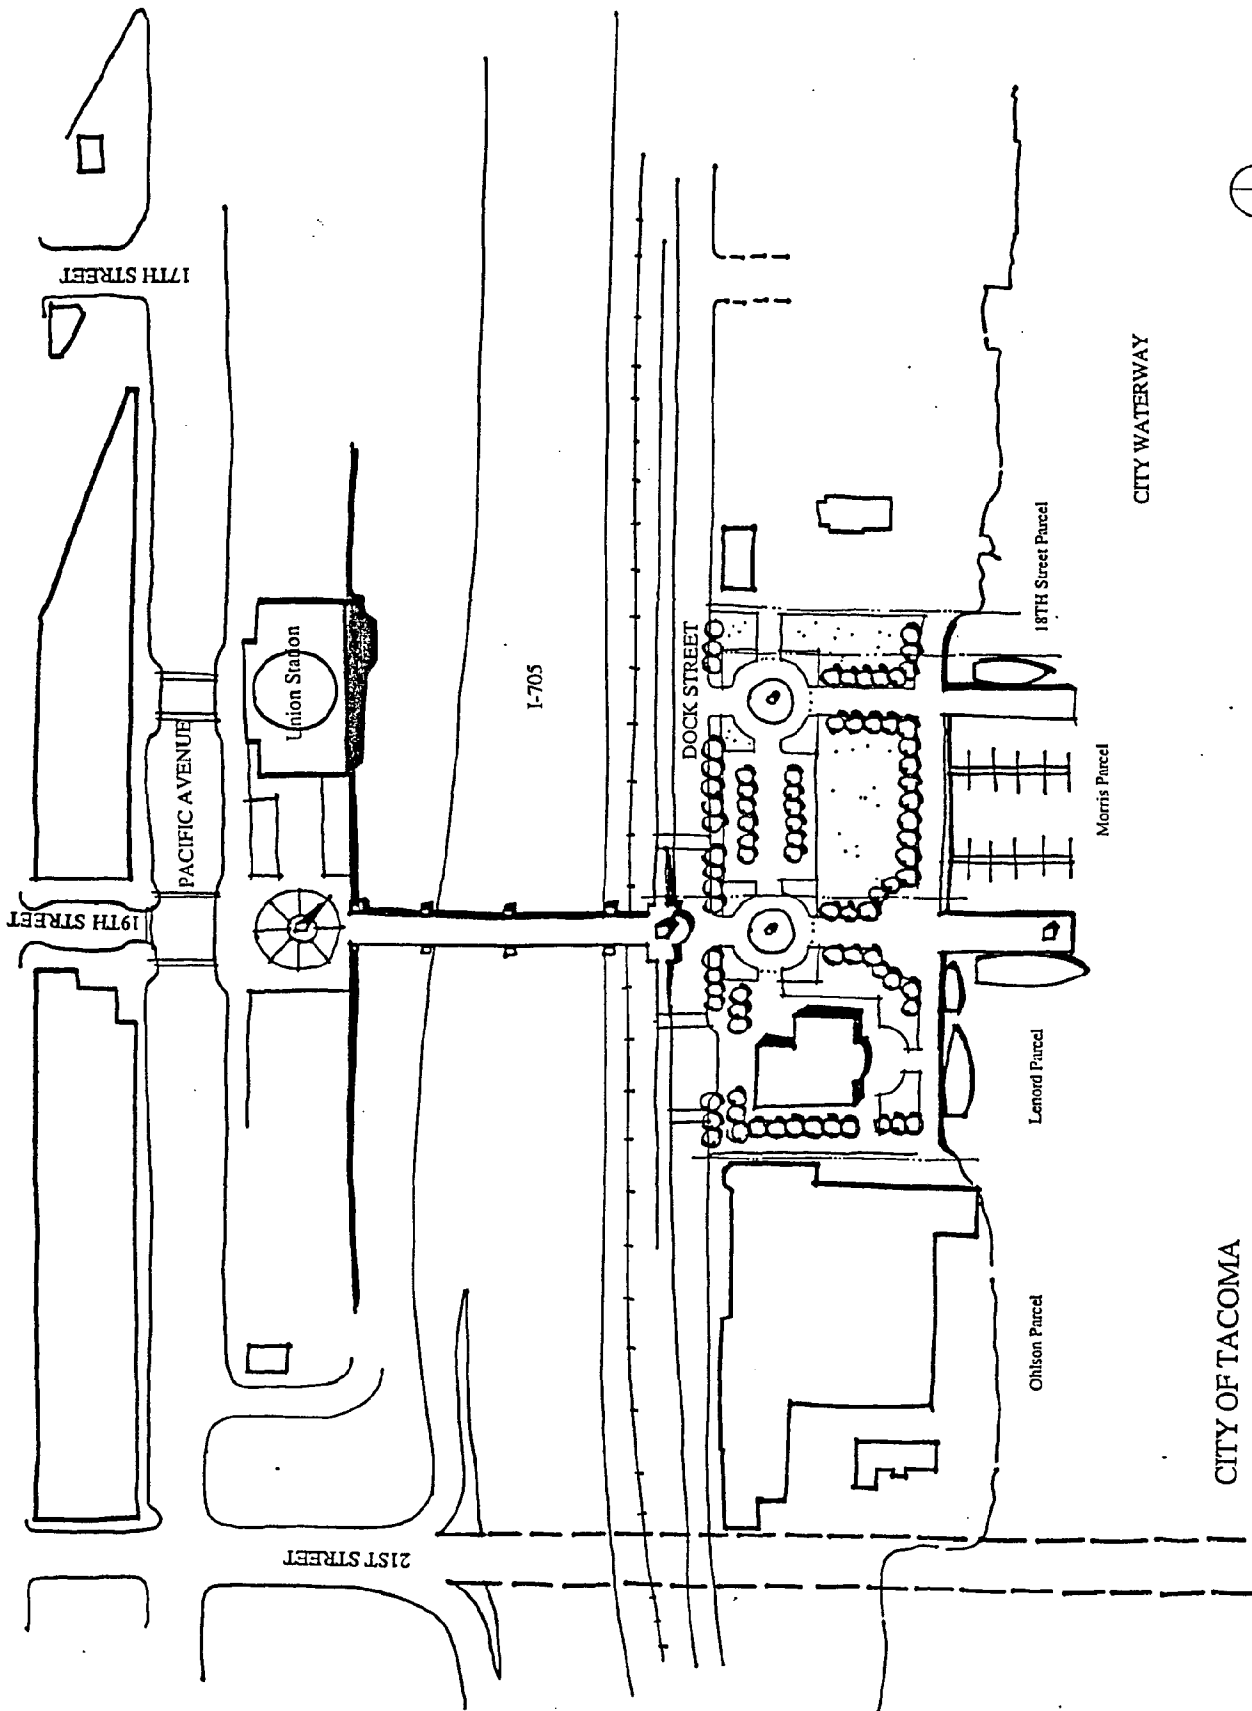 17TH STREET
19TH STREET
PACIFIC AVENUE
Union Station
21ST STREET
I-705
DOCK STREET
CITY WATERWAY
18TH Street Parcel
Morris Parcel
Lenord Parcel
Ohlson Parcel
CITY OF TACOMA